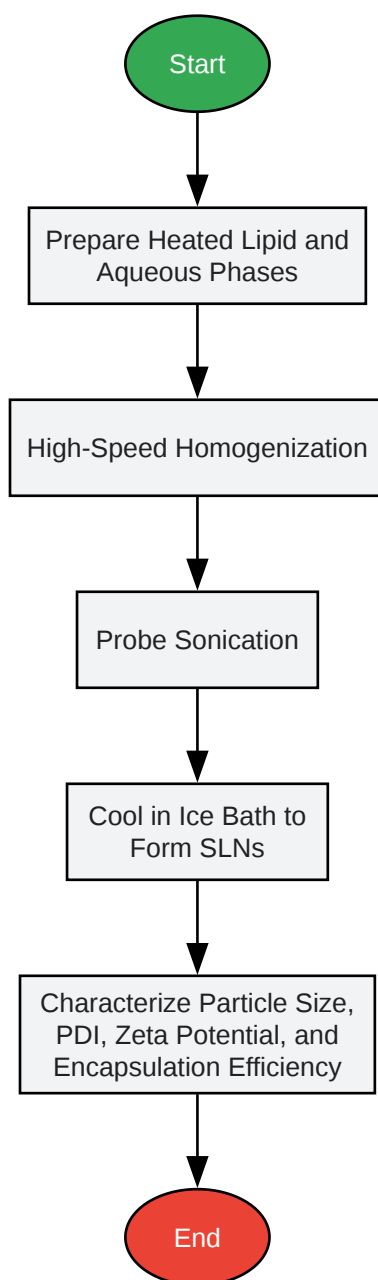 Start
Prepare Heated Lipid and
Aqueous Phases
High-Speed Homogenization
Probe Sonication
Cool in Ice Bath to
Form SLNs
Characterize Particle Size,
PDI, Zeta Potential, and
Encapsulation Efficiency
End